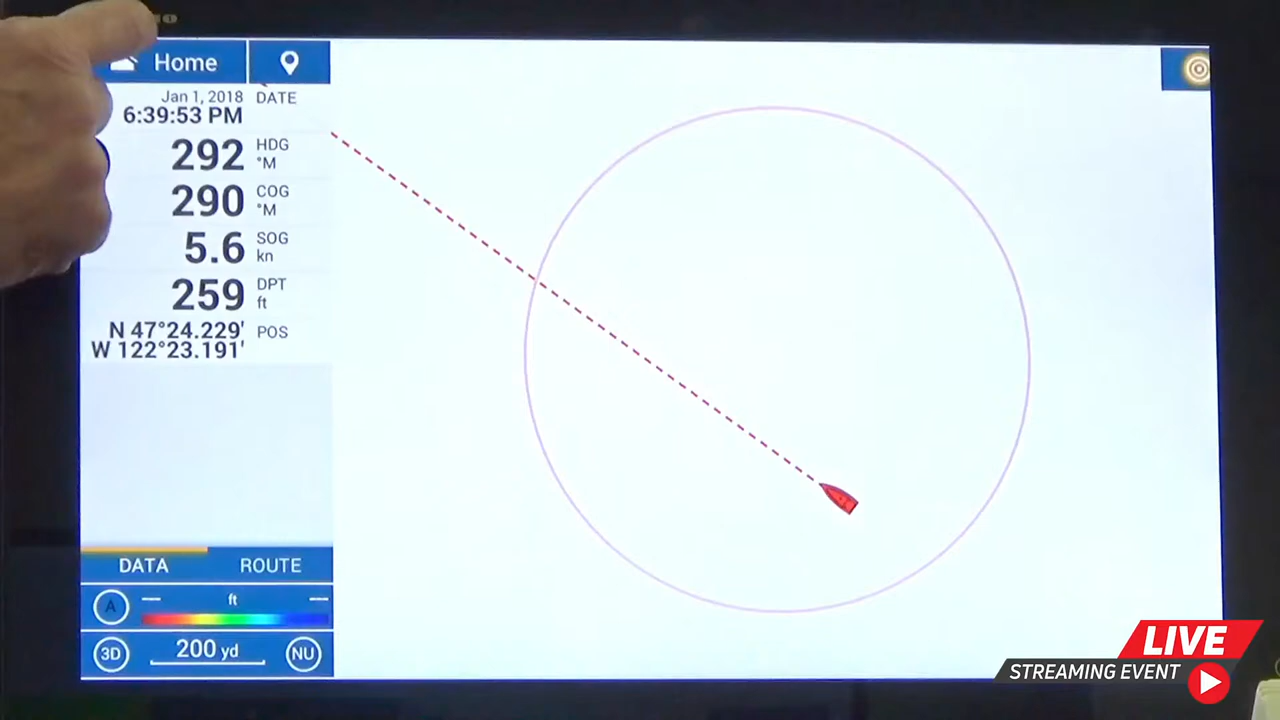 Home
Jan 1, 2018
6:39:53 PM
DATE
292 HDG
°M
290 COG
°M
5.6 SOG
kn
259 DPT
ft
N 47°24.229'
W 122°23.191'
POS
DATA ROUTE
A ft
3D 200 yd NU
LIVE
STREAMING EVENT